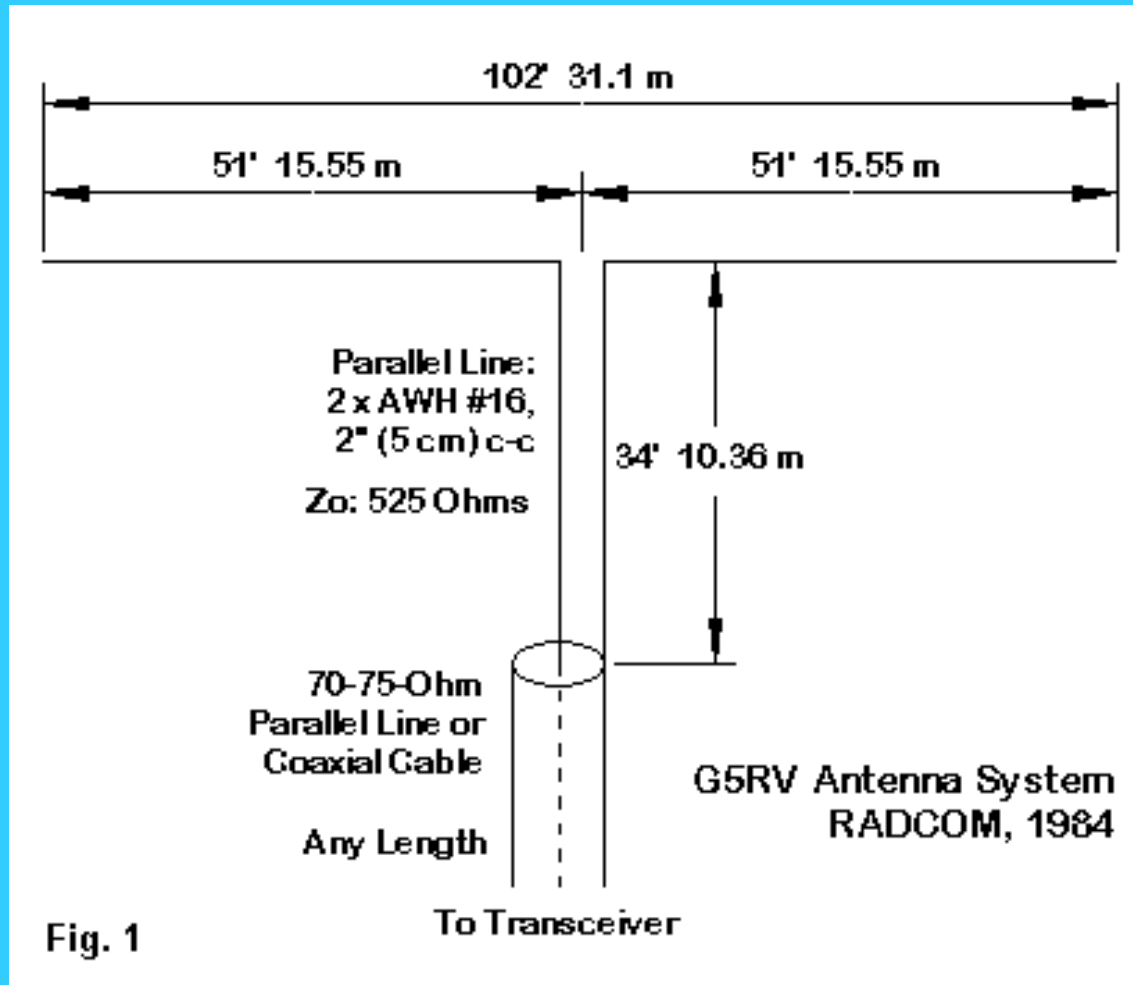 102' 31.1 m
51' 15.55 m
51' 15.55 m
Parallel Line:
2 x AWH #16,
2" (5 cm) c-c
Zo: 525 Ohms
34' 10.36 m
70-75-Ohm
Parallel Line or
Coaxial Cable
Any Length
G5RV Antenna System
RADCOM, 1984
To Transceiver
Fig. 1